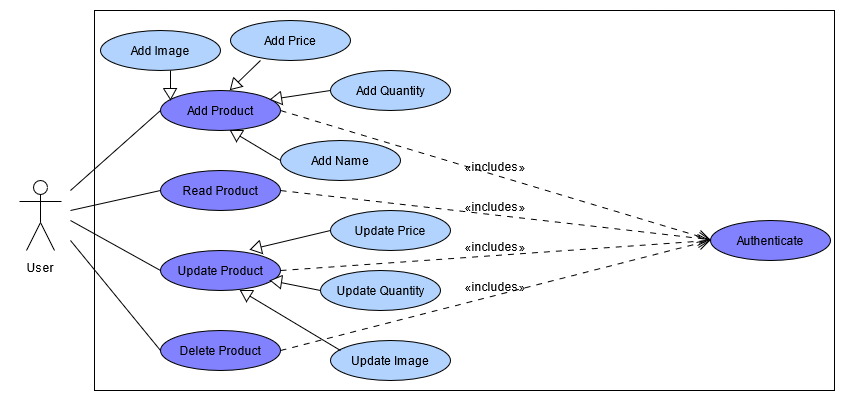 Add Price
Add Image
Add Quantity
Add Product
Add Name
«includes»
Read Product
«includes»
Update Price
Authenticate
«includes»
User
Update Product
Update Quantity
«includes»
Delete Product
Update Image